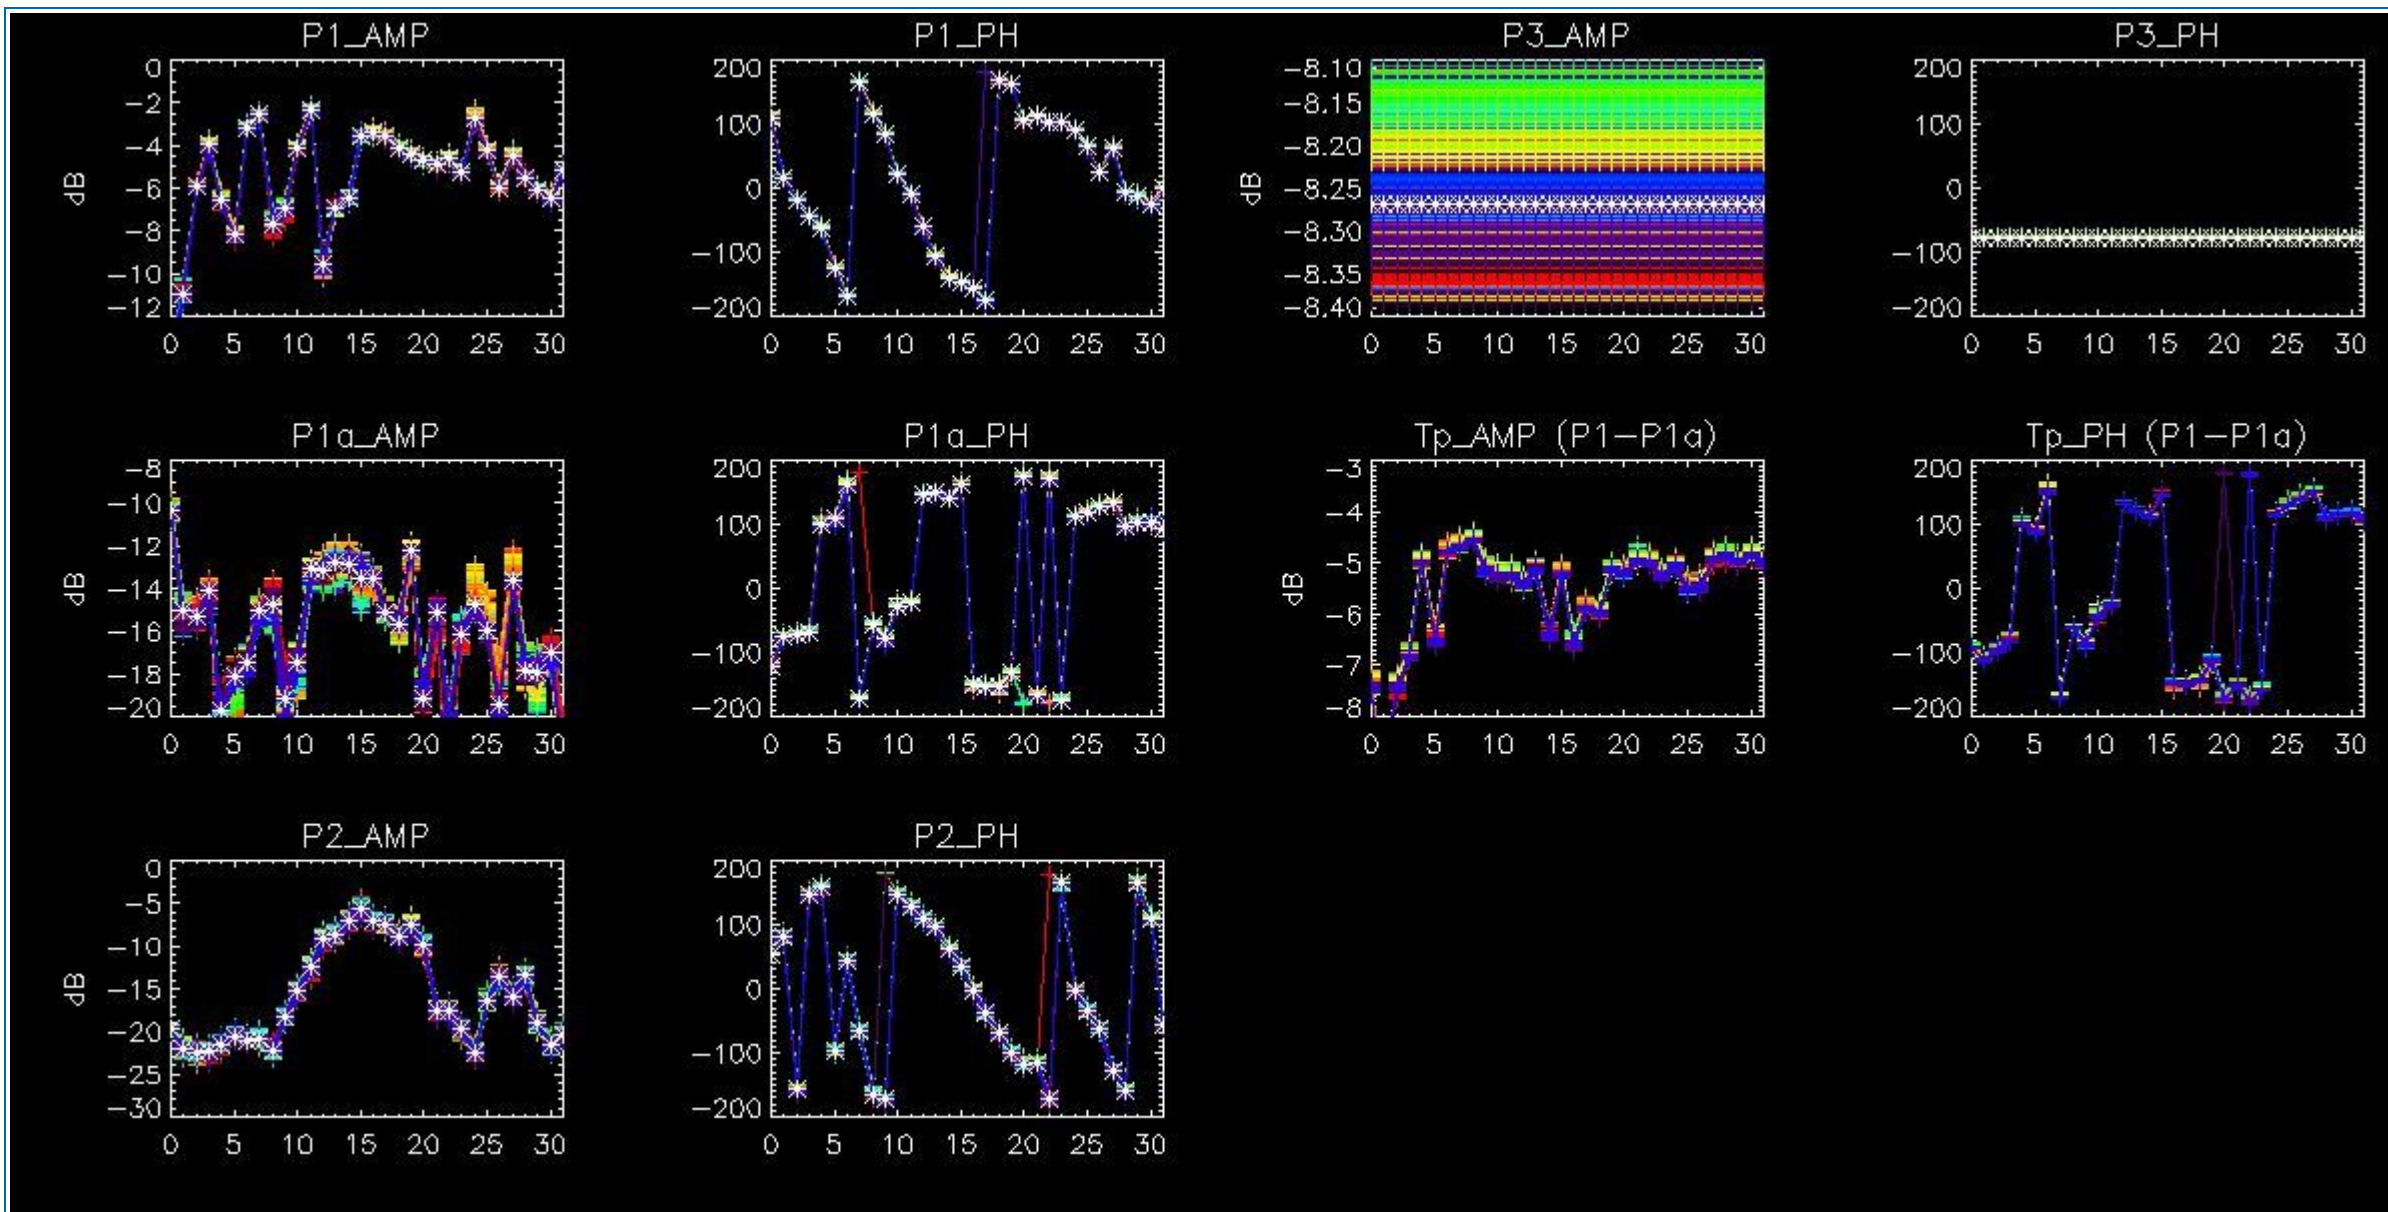 P1_AMP
dB
0
−2
−4
−6
−8
−10
−12
0 5 10 15 20 25 30
P1_PH
200
100
0
−100
−200
0 5 10 15 20 25 30
P3_AMP
dB
−8.10
−8.15
−8.20
−8.25
−8.30
−8.35
−8.40
0 5 10 15 20 25 30
P3_PH
200
100
0
−100
−200
0 5 10 15 20 25 30
P1a_AMP
dB
−8
−10
−12
−14
−16
−18
−20
0 5 10 15 20 25 30
P1a_PH
200
100
0
−100
−200
0 5 10 15 20 25 30
Tp_AMP (P1−P1a)
dB
−3
−4
−5
−6
−7
−8
0 5 10 15 20 25 30
Tp_PH (P1−P1a)
200
100
0
−100
−200
0 5 10 15 20 25 30
P2_AMP
dB
0
−5
−10
−15
−20
−25
−30
0 5 10 15 20 25 30
P2_PH
200
100
0
−100
−200
0 5 10 15 20 25 30